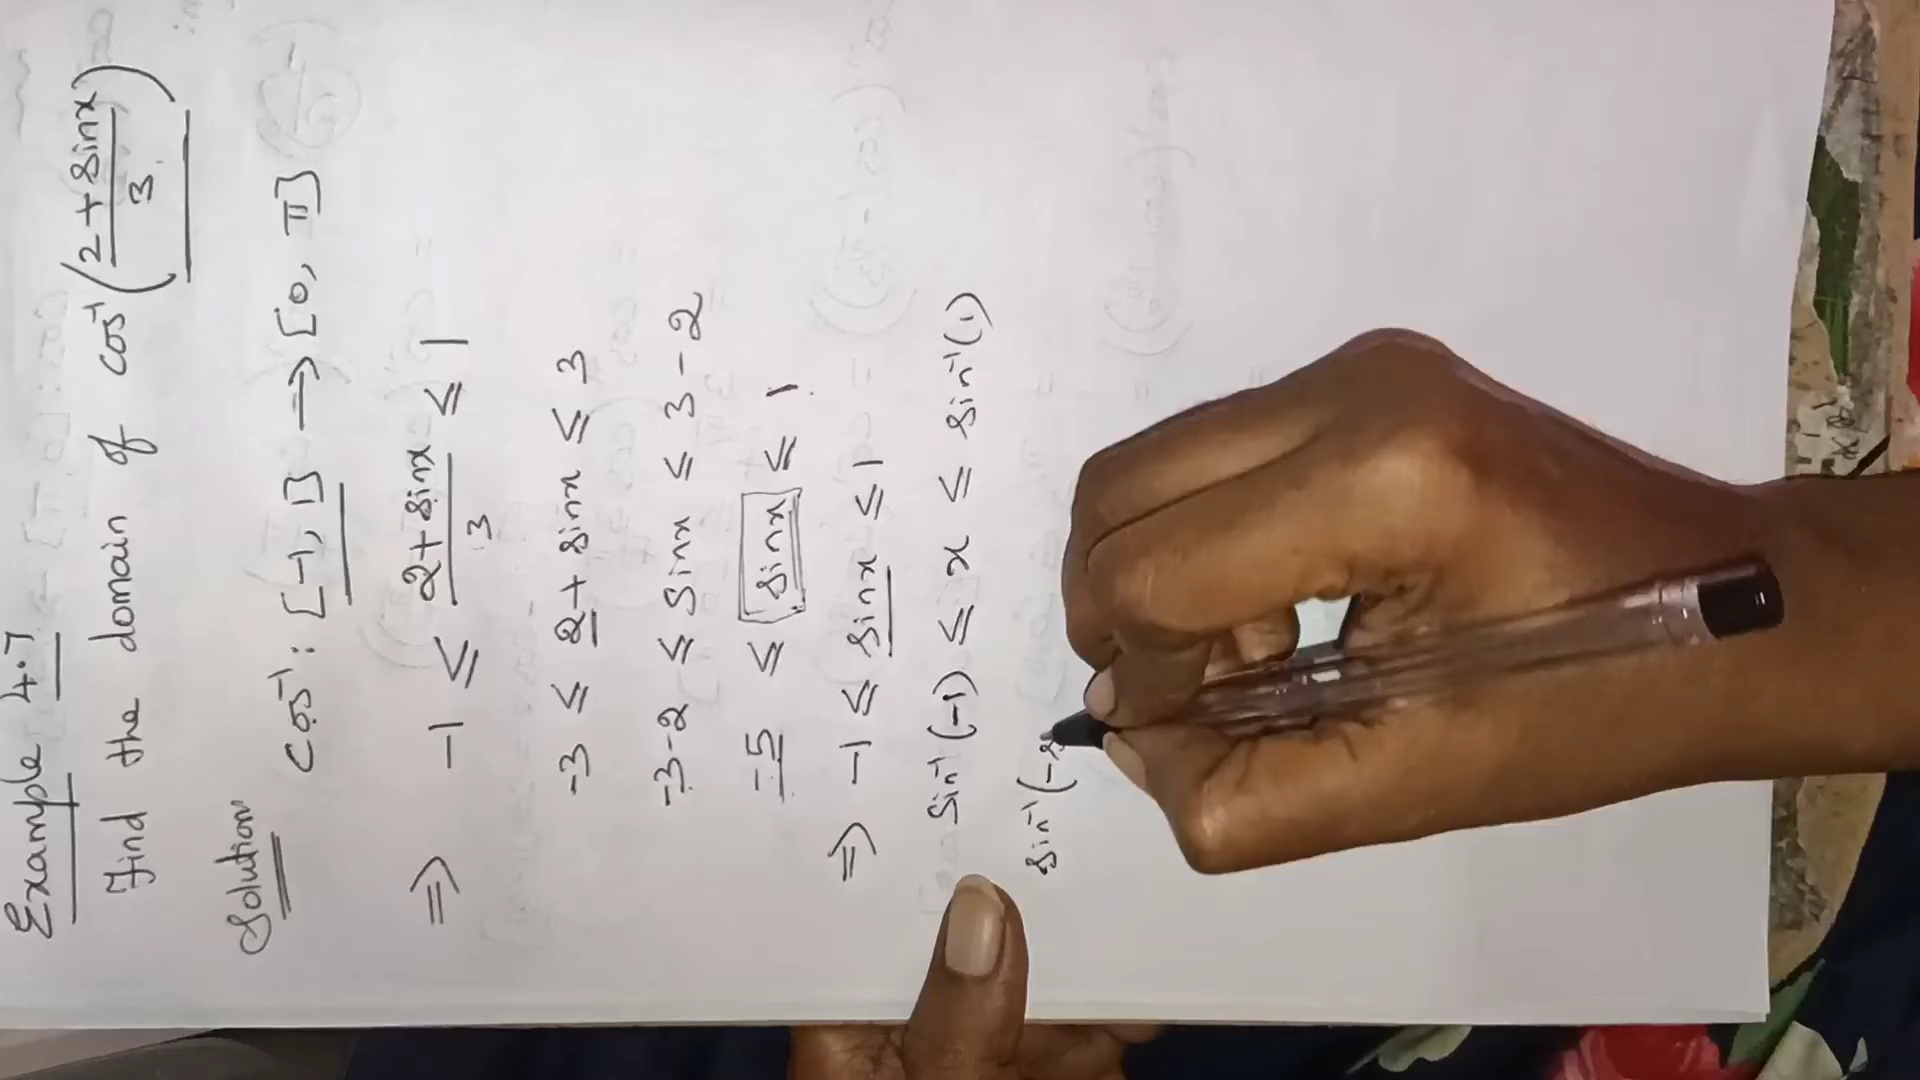 Example 4.7
Find the domain of cos⁻¹((2+sinx)/3)
Solution
cos⁻¹ : [-1, 1] → [0, π]
⇒ -1 ≤ (2+sinx)/3 ≤ 1
-3 ≤ 2+sinx ≤ 3
-3-2 ≤ sinx ≤ 3-2
-5 ≤ sinx ≤ 1
⇒ -1 ≤ sinx ≤ 1
sin⁻¹(-1) ≤ x ≤ sin⁻¹(1)
sin⁻¹(-